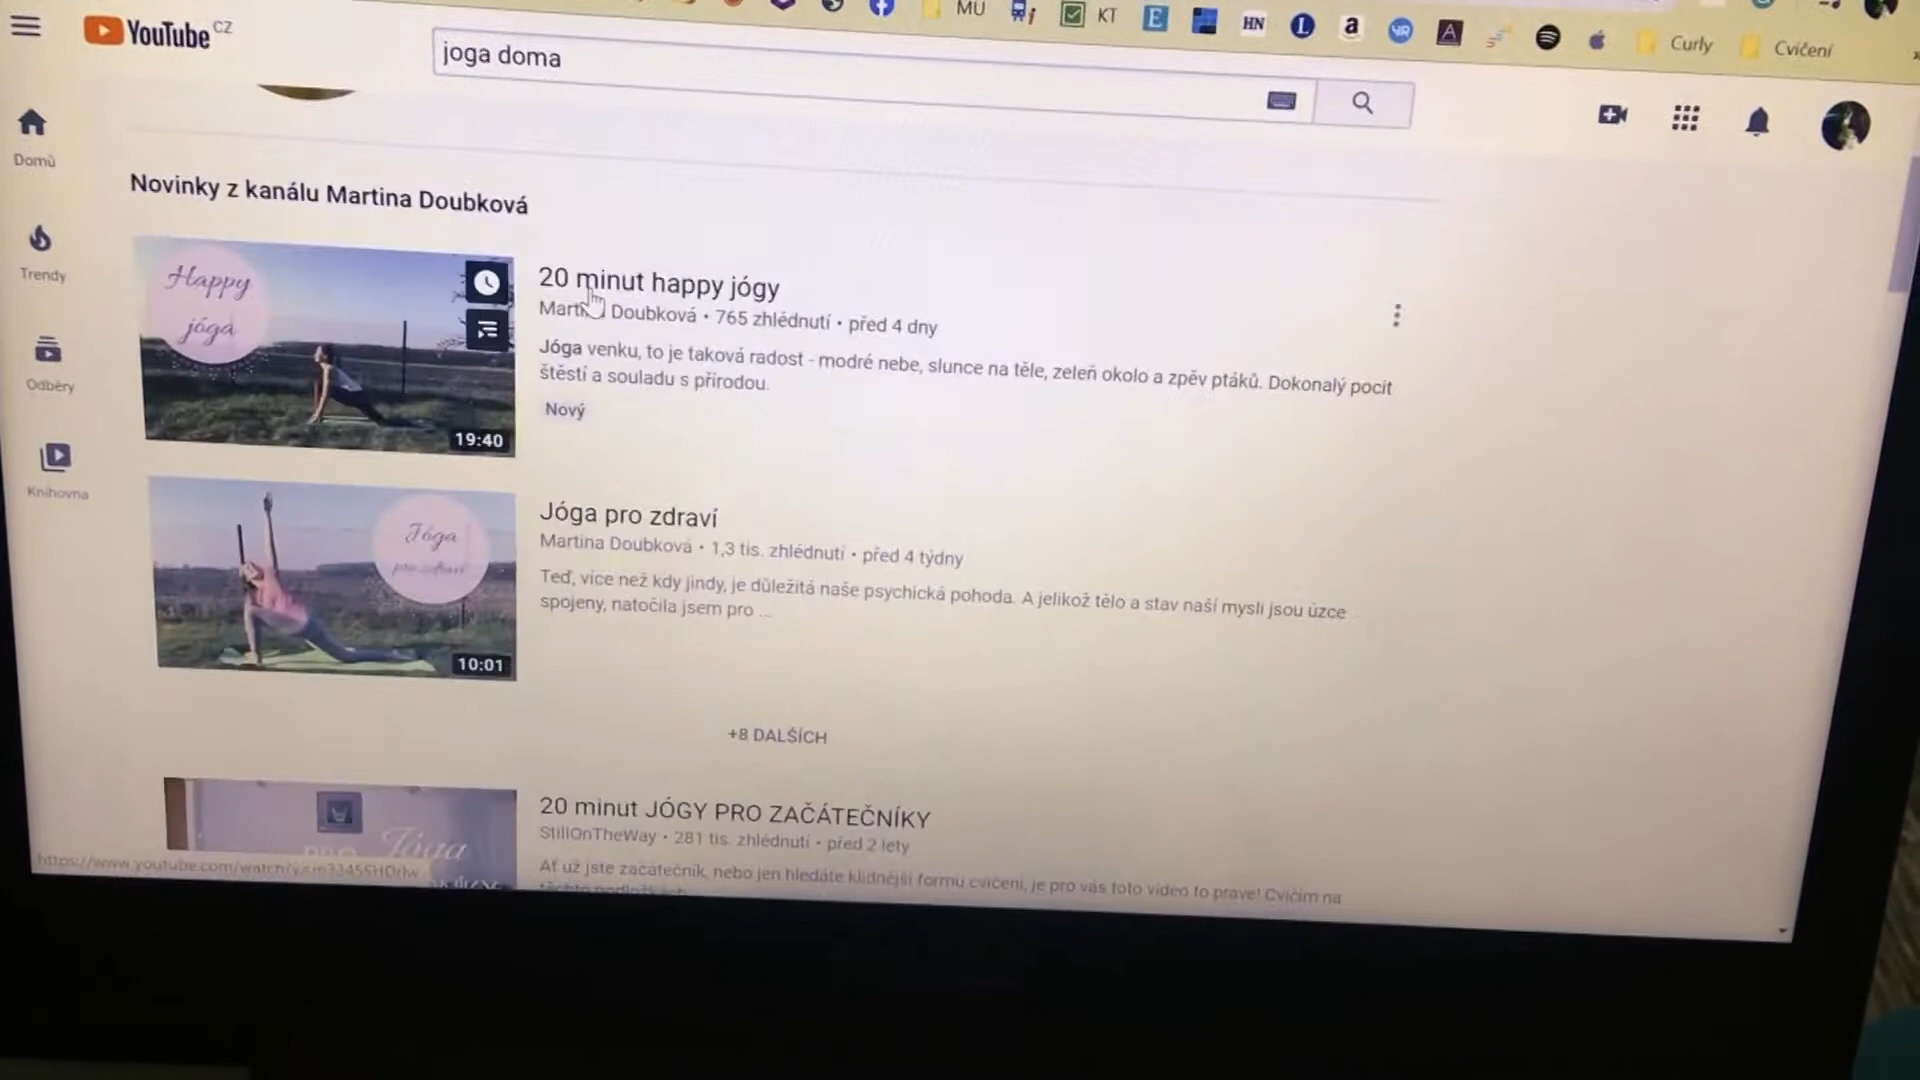 MU
KT
E
HN
L
a
A
Curly
Cvičení
YouTube CZ
joga doma
Domů
Trendy
Odběry
Knihovna
Novinky z kanálu Martina Doubková
Happy
jóga
19:40
20 minut happy jógy
Martina Doubková • 765 zhlédnutí • před 4 dny
Jóga venku, to je taková radost - modré nebe, slunce na těle, zeleň okolo a zpěv ptáků. Dokonalý pocit
štěstí a souladu s přírodou.
Nový
Jóga
pro zdraví
10:01
Jóga pro zdraví
Martina Doubková • 1,3 tis. zhlédnutí • před 4 týdny
Teď, více než kdy jindy, je důležitá naše psychická pohoda. A jelikož tělo a stav naší mysli jsou úzce
spojeny, natočila jsem pro ...
+8 DALŠÍCH
Jóga
20 minut JÓGY PRO ZAČÁTEČNÍKY
StillOnTheWay • 281 tis. zhlédnutí • před 2 lety
Ať už jste začátečník, nebo jen hledáte klidnější formu cvičení, je pro vás toto video to pravé! Cvičím na